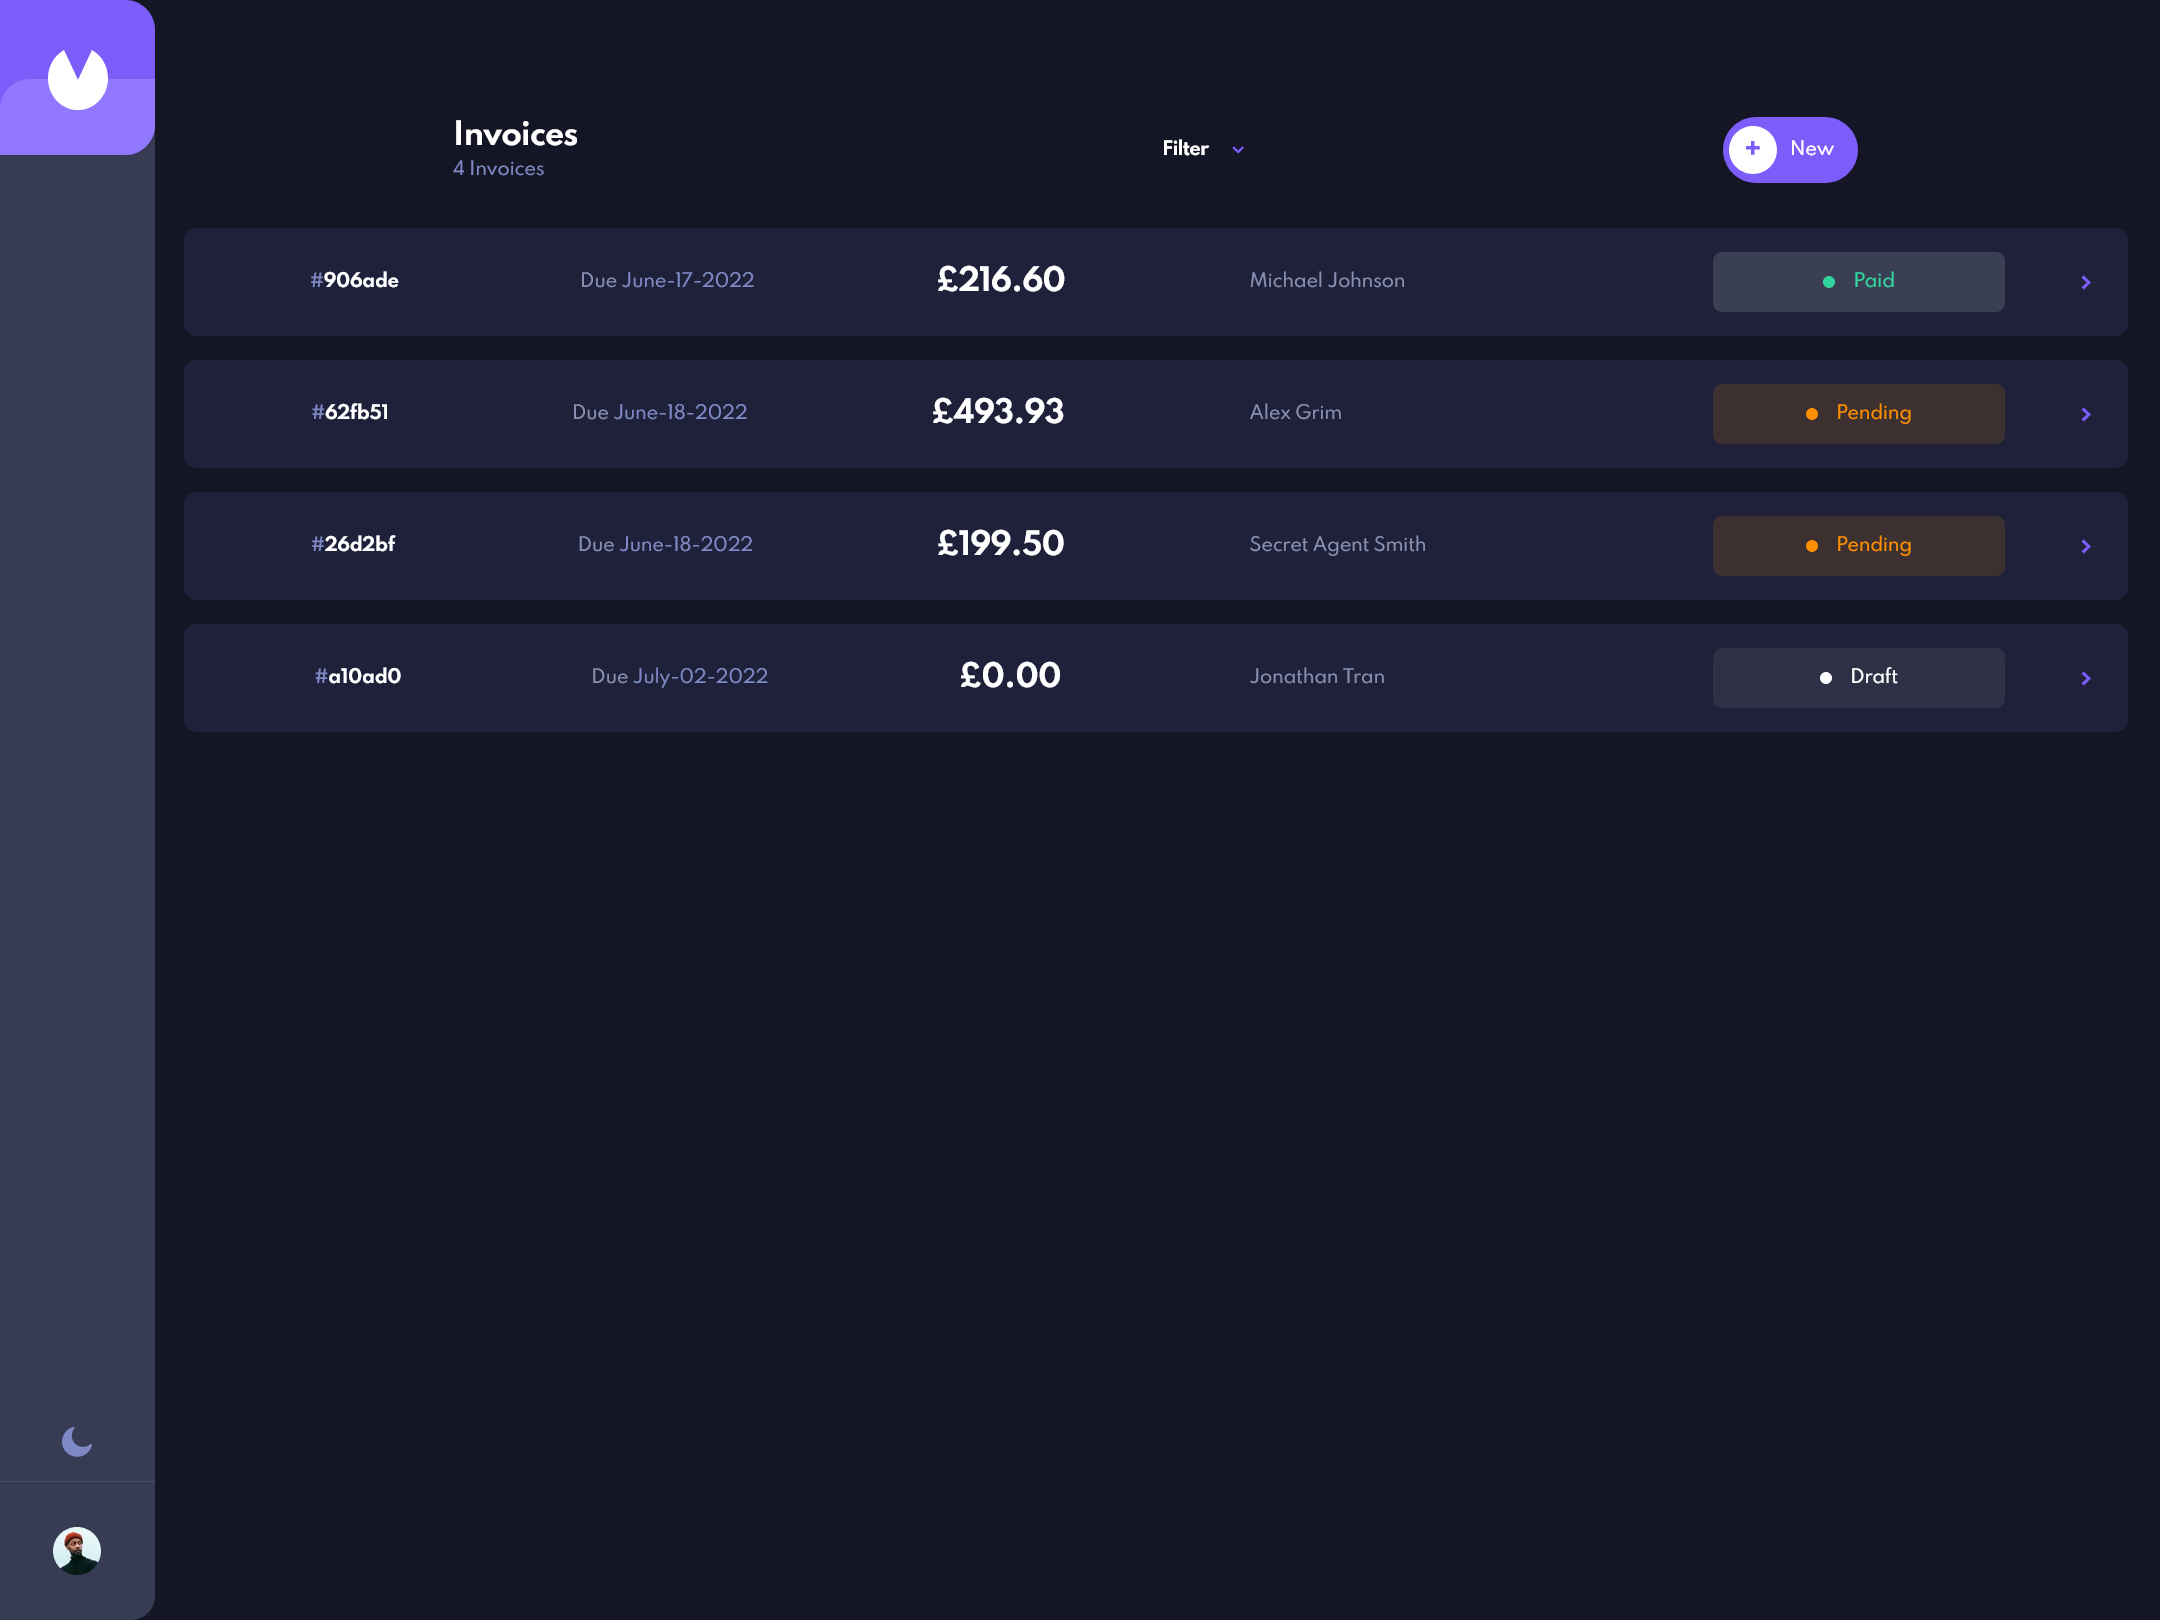 Invoices
4 Invoices
Filter
+ New
#906ade Due June-17-2022 £216.60 Michael Johnson Paid
#62fb51 Due June-18-2022 £493.93 Alex Grim Pending
#26d2bf Due June-18-2022 £199.50 Secret Agent Smith Pending
#a10ad0 Due July-02-2022 £0.00 Jonathan Tran Draft